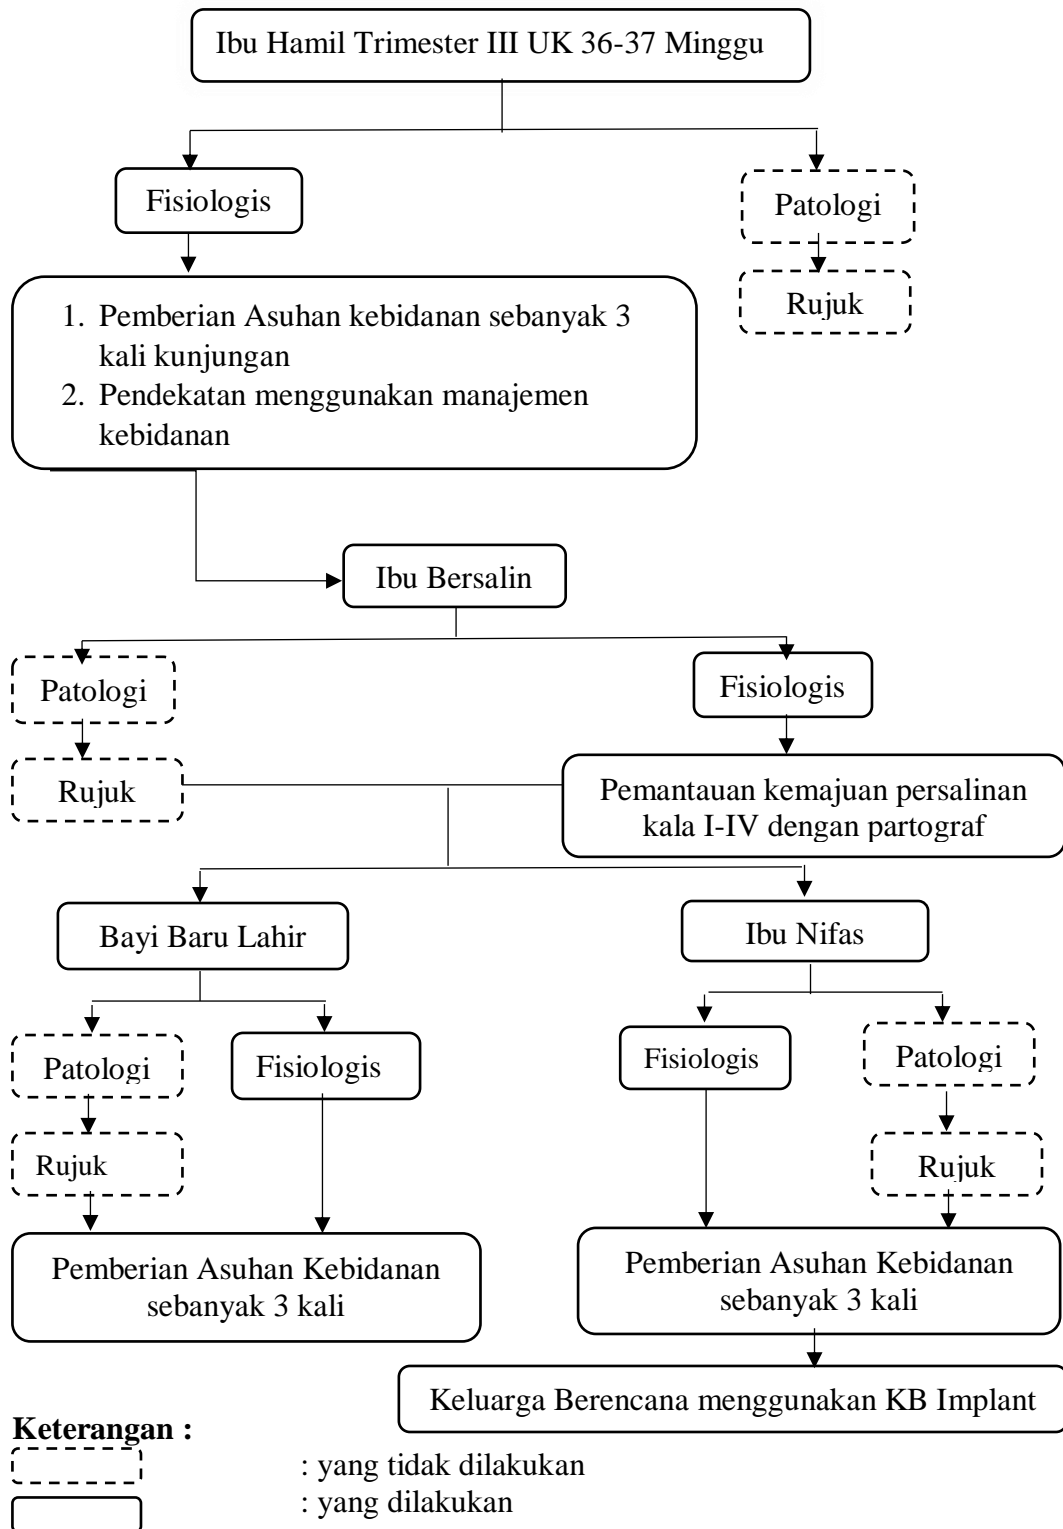 Ibu Hamil Trimester III UK 36-37 Minggu
Fisiologis
Patologi
Rujuk
1. Pemberian Asuhan kebidanan sebanyak 3
kali kunjungan
2. Pendekatan menggunakan manajemen
kebidanan
Ibu Bersalin
Patologi
Fisiologis
Rujuk
Pemantauan kemajuan persalinan
kala I-IV dengan partograf
Bayi Baru Lahir
Ibu Nifas
Patologi
Fisiologis
Fisiologis
Patologi
Rujuk
Rujuk
Pemberian Asuhan Kebidanan
sebanyak 3 kali
Pemberian Asuhan Kebidanan
sebanyak 3 kali
Keluarga Berencana menggunakan KB Implant
Keterangan :
: yang tidak dilakukan
: yang dilakukan